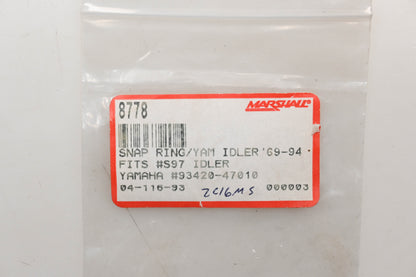 8778 MARSHALL
SNAP RING/YAM IDLER '69-94
FITS #S97 IDLER
YAMAHA #93420-47010
04-116-93 2C16MS 000003